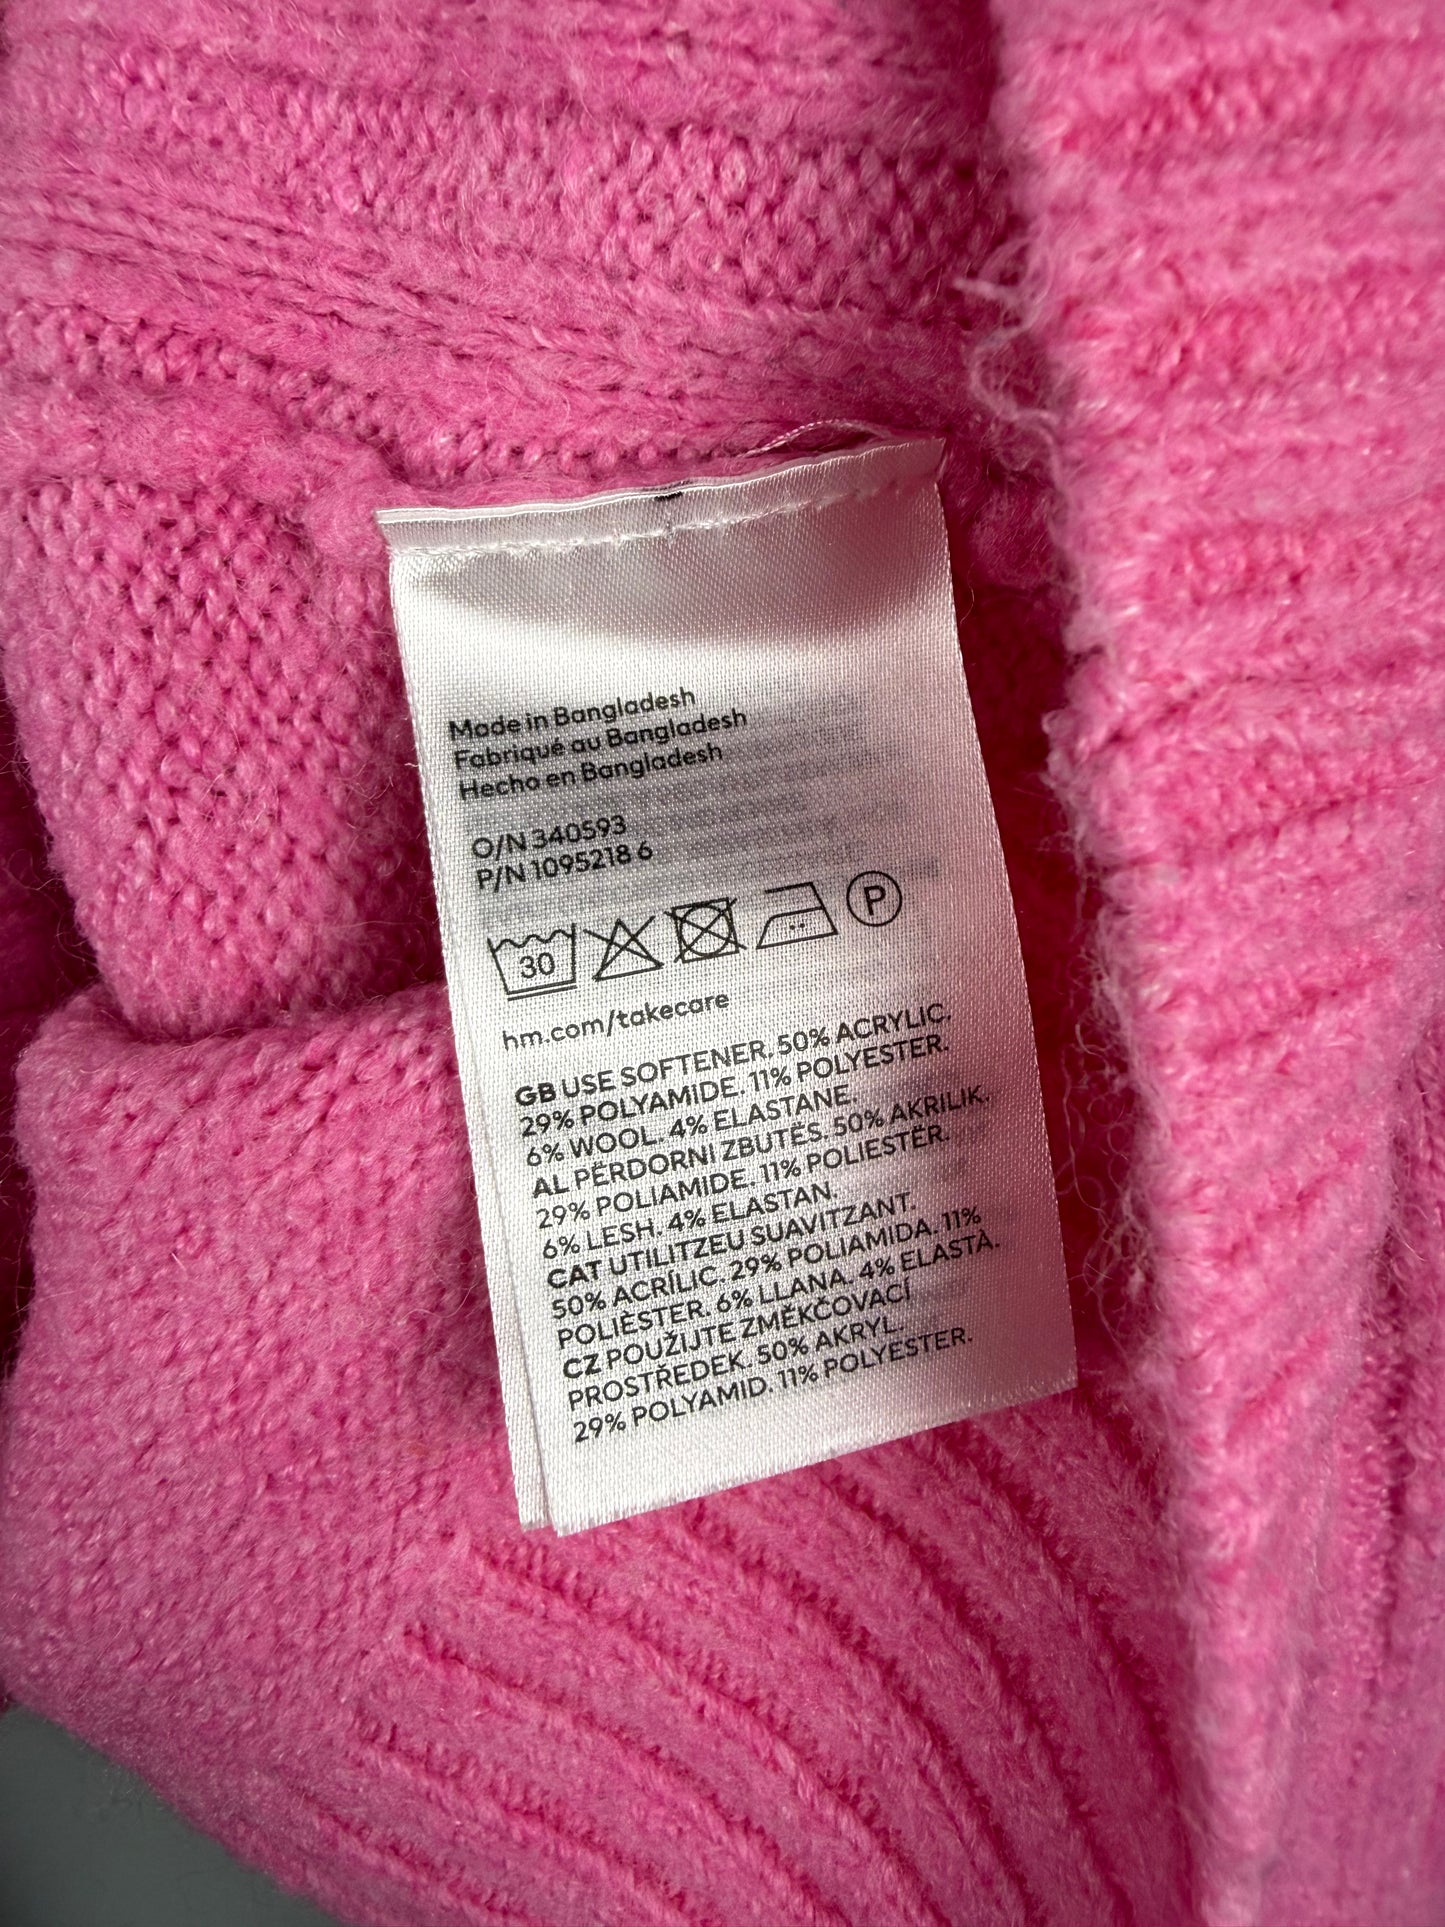 Made in Bangladesh
Fabriqué au Bangladesh
Hecho en Bangladesh
O/N 340593
P/N 1095218 6
30
P
hm.com/takecare
GB USE SOFTENER. 50% ACRYLIC.
29% POLYAMIDE. 11% POLYESTER.
6% WOOL. 4% ELASTANE.
AL PËRDORNI ZBUTËS. 50% AKRILIK.
29% POLIAMIDE. 11% POLIESTËR.
6% LESH. 4% ELASTAN.
CAT UTILITZEU SUAVITZANT.
50% ACRÍLIC. 29% POLIAMIDA. 11%
POLIÈSTER. 6% LLANA. 4% ELASTÀ.
CZ POUŽIJTE ZMĚKČOVACÍ
PROSTŘEDEK. 50% AKRYL.
29% POLYAMID. 11% POLYESTER.